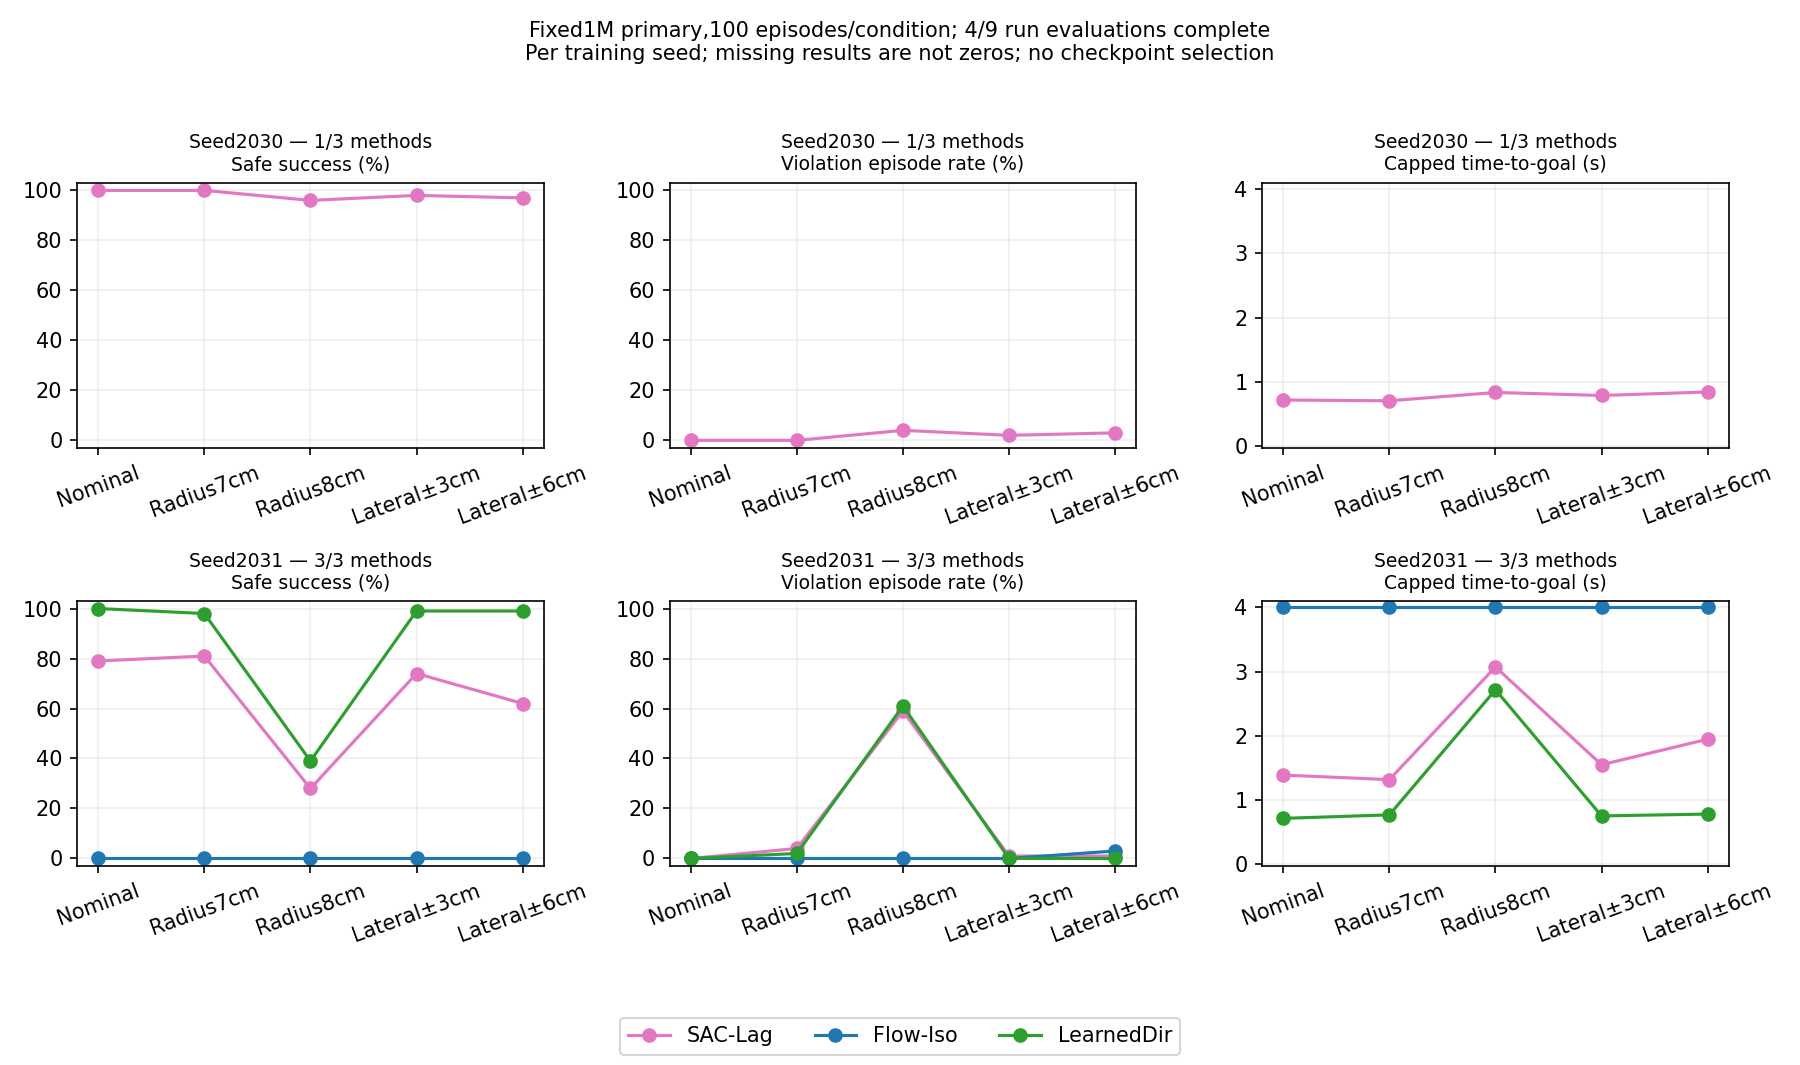 Fixed1M primary,100 episodes/condition; 4/9 run evaluations complete
Per training seed; missing results are not zeros; no checkpoint selection
Seed2030 — 1/3 methods
Safe success (%)
100
80
60
40
20
0
Nominal
Radius7cm
Radius8cm
Lateral±3cm
Lateral±6cm
Seed2030 — 1/3 methods
Violation episode rate (%)
100
80
60
40
20
0
Nominal
Radius7cm
Radius8cm
Lateral±3cm
Lateral±6cm
Seed2030 — 1/3 methods
Capped time-to-goal (s)
4
3
2
1
0
Nominal
Radius7cm
Radius8cm
Lateral±3cm
Lateral±6cm
Seed2031 — 3/3 methods
Safe success (%)
100
80
60
40
20
0
Nominal
Radius7cm
Radius8cm
Lateral±3cm
Lateral±6cm
Seed2031 — 3/3 methods
Violation episode rate (%)
100
80
60
40
20
0
Nominal
Radius7cm
Radius8cm
Lateral±3cm
Lateral±6cm
Seed2031 — 3/3 methods
Capped time-to-goal (s)
4
3
2
1
0
Nominal
Radius7cm
Radius8cm
Lateral±3cm
Lateral±6cm
SAC-Lag
Flow-Iso
LearnedDir